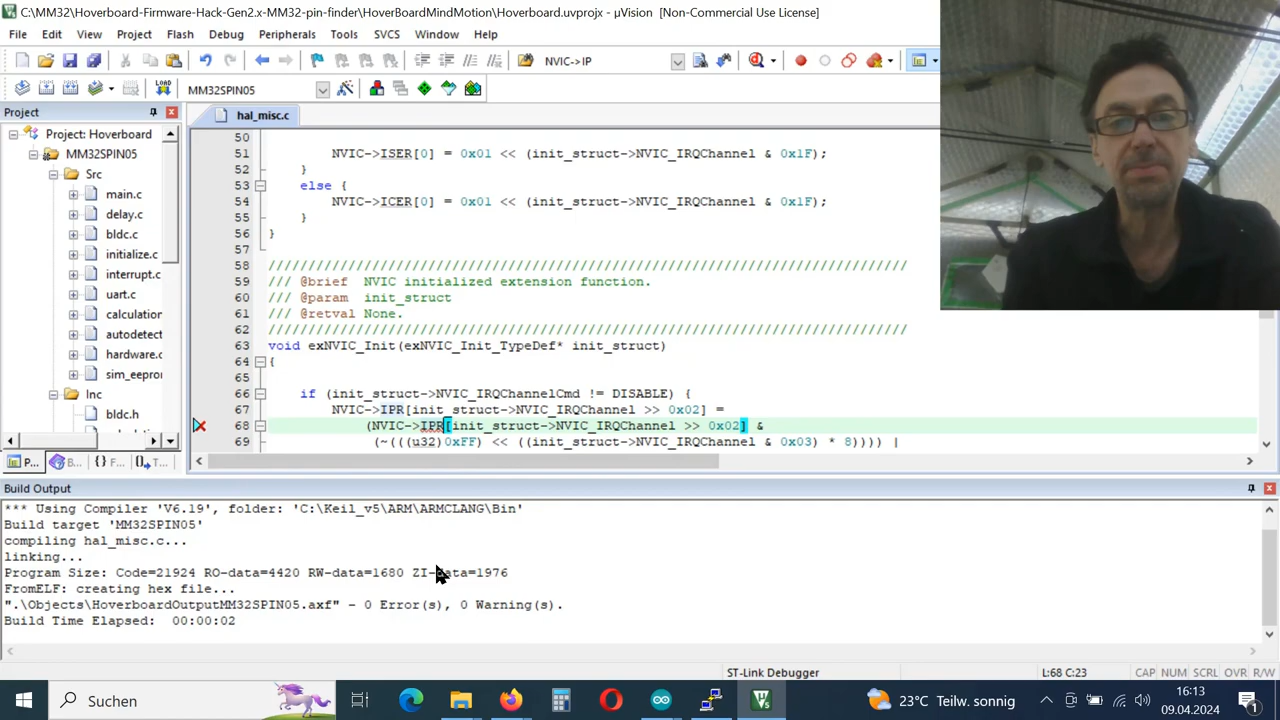 C:\MM32\Hoverboard-Firmware-Hack-Gen2.x-MM32-pin-finder\HoverBoardMindMotion\Hoverboard.uvprojx - µVision [Non-Commercial Use License]
File Edit View Project Flash Debug Peripherals Tools SVCS Window Help
NVIC->IP
LOAD MM32SPIN05
Project
hal_misc.c
Project: Hoverboard
MM32SPIN05
Src
main.c
delay.c
bldc.c
initialize.c
interrupt.c
uart.c
calculation
autodetect
hardware.c
sim_eepro
Inc
bldc.h
50
51 NVIC->ISER[0] = 0x01 << (init_struct->NVIC_IRQChannel & 0x1F);
52 }
53 else {
54 NVIC->ICER[0] = 0x01 << (init_struct->NVIC_IRQChannel & 0x1F);
55 }
56 }
57
58 ////////////////////////////////////////////////////////////////////////////////
59 /// @brief NVIC initialized extension function.
60 /// @param init_struct
61 /// @retval None.
62 ////////////////////////////////////////////////////////////////////////////////
63 void exNVIC_Init(exNVIC_Init_TypeDef* init_struct)
64 {
65
66 if (init_struct->NVIC_IRQChannelCmd != DISABLE) {
67 NVIC->IPR[init_struct->NVIC_IRQChannel >> 0x02] =
68 (NVIC->IPR[init_struct->NVIC_IRQChannel >> 0x02] &
69 (~(((u32)0xFF) << ((init_struct->NVIC_IRQChannel & 0x03) * 8)))) |
P... B... {} F... T...
Build Output
*** Using Compiler 'V6.19', folder: 'C:\Keil_v5\ARM\ARMCLANG\Bin'
Build target 'MM32SPIN05'
compiling hal_misc.c...
linking...
Program Size: Code=21924 RO-data=4420 RW-data=1680 ZI-data=1976
FromELF: creating hex file...
".\Objects\HoverboardOutputMM32SPIN05.axf" - 0 Error(s), 0 Warning(s).
Build Time Elapsed: 00:00:02
ST-Link Debugger L:68 C:23 CAP NUM SCRL OVR R/W
Suchen
23°C Teilw. sonnig
16:13
09.04.2024
1